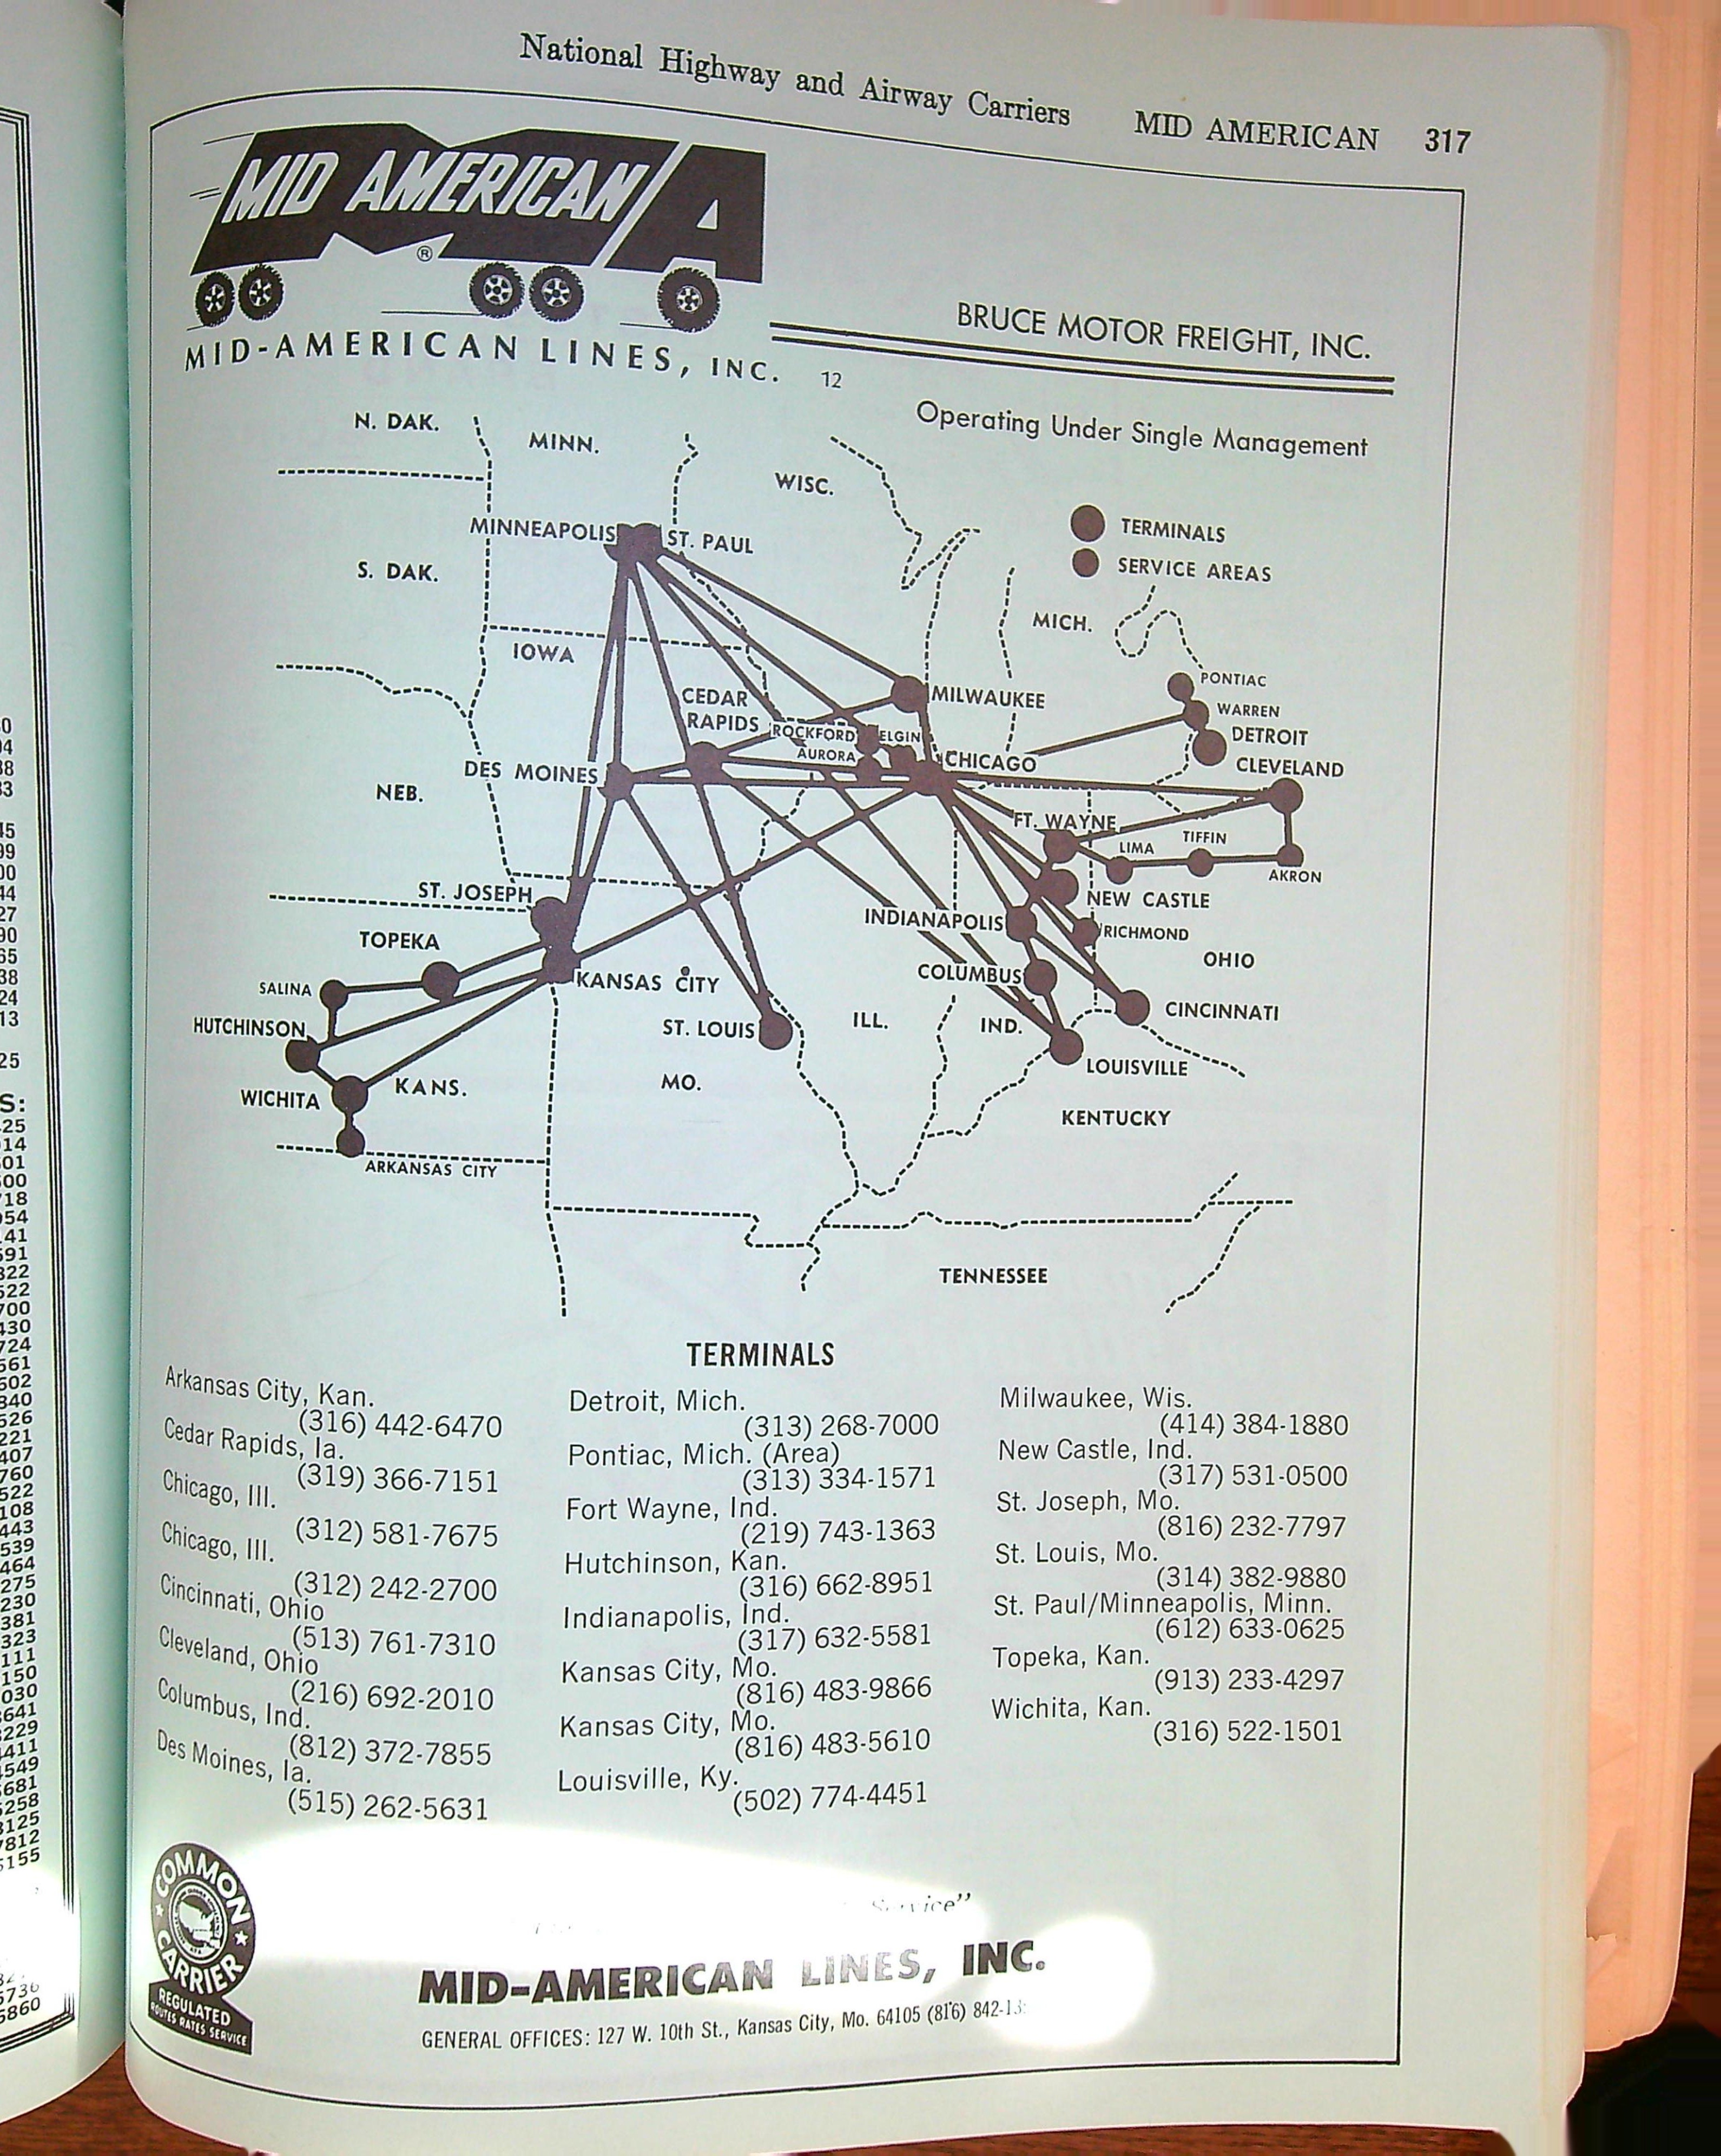 National Highway and Airway Carriers MID AMERICAN 317
MID AMERICAN A
®
MID-AMERICAN LINES, INC. 12
BRUCE MOTOR FREIGHT, INC.
Operating Under Single Management
N. DAK.
MINN.
WISC.
TERMINALS
SERVICE AREAS
MINNEAPOLIS
ST. PAUL
S. DAK.
MICH.
IOWA
PONTIAC
WARREN
DETROIT
CLEVELAND
CEDAR
RAPIDS
MILWAUKEE
ROCKFORD
ELGIN
AURORA
CHICAGO
DES MOINES
NEB.
FT. WAYNE
TIFFIN
LIMA
AKRON
ST. JOSEPH
NEW CASTLE
INDIANAPOLIS
RICHMOND
TOPEKA
OHIO
COLUMBUS
KANSAS CITY
SALINA
CINCINNATI
HUTCHINSON
ST. LOUIS
ILL.
IND.
LOUISVILLE
KANS.
MO.
WICHITA
KENTUCKY
ARKANSAS CITY
TENNESSEE
TERMINALS
Arkansas City, Kan.
(316) 442-6470
Cedar Rapids, Ia.
(319) 366-7151
Chicago, Ill.
(312) 581-7675
Chicago, Ill.
(312) 242-2700
Cincinnati, Ohio
(513) 761-7310
Cleveland, Ohio
(216) 692-2010
Columbus, Ind.
(812) 372-7855
Des Moines, Ia.
(515) 262-5631
Detroit, Mich.
(313) 268-7000
Pontiac, Mich. (Area)
(313) 334-1571
Fort Wayne, Ind.
(219) 743-1363
Hutchinson, Kan.
(316) 662-8951
Indianapolis, Ind.
(317) 632-5581
Kansas City, Mo.
(816) 483-9866
Kansas City, Mo.
(816) 483-5610
Louisville, Ky.
(502) 774-4451
Milwaukee, Wis.
(414) 384-1880
New Castle, Ind.
(317) 531-0500
St. Joseph, Mo.
(816) 232-7797
St. Louis, Mo.
(314) 382-9880
St. Paul/Minneapolis, Minn.
(612) 633-0625
Topeka, Kan.
(913) 233-4297
Wichita, Kan.
(316) 522-1501
COMMON
CARRIER
REGULATED
ROUTES RATES SERVICE
Service”
MID-AMERICAN LINES, INC.
GENERAL OFFICES: 127 W. 10th St., Kansas City, Mo. 64105 (816)